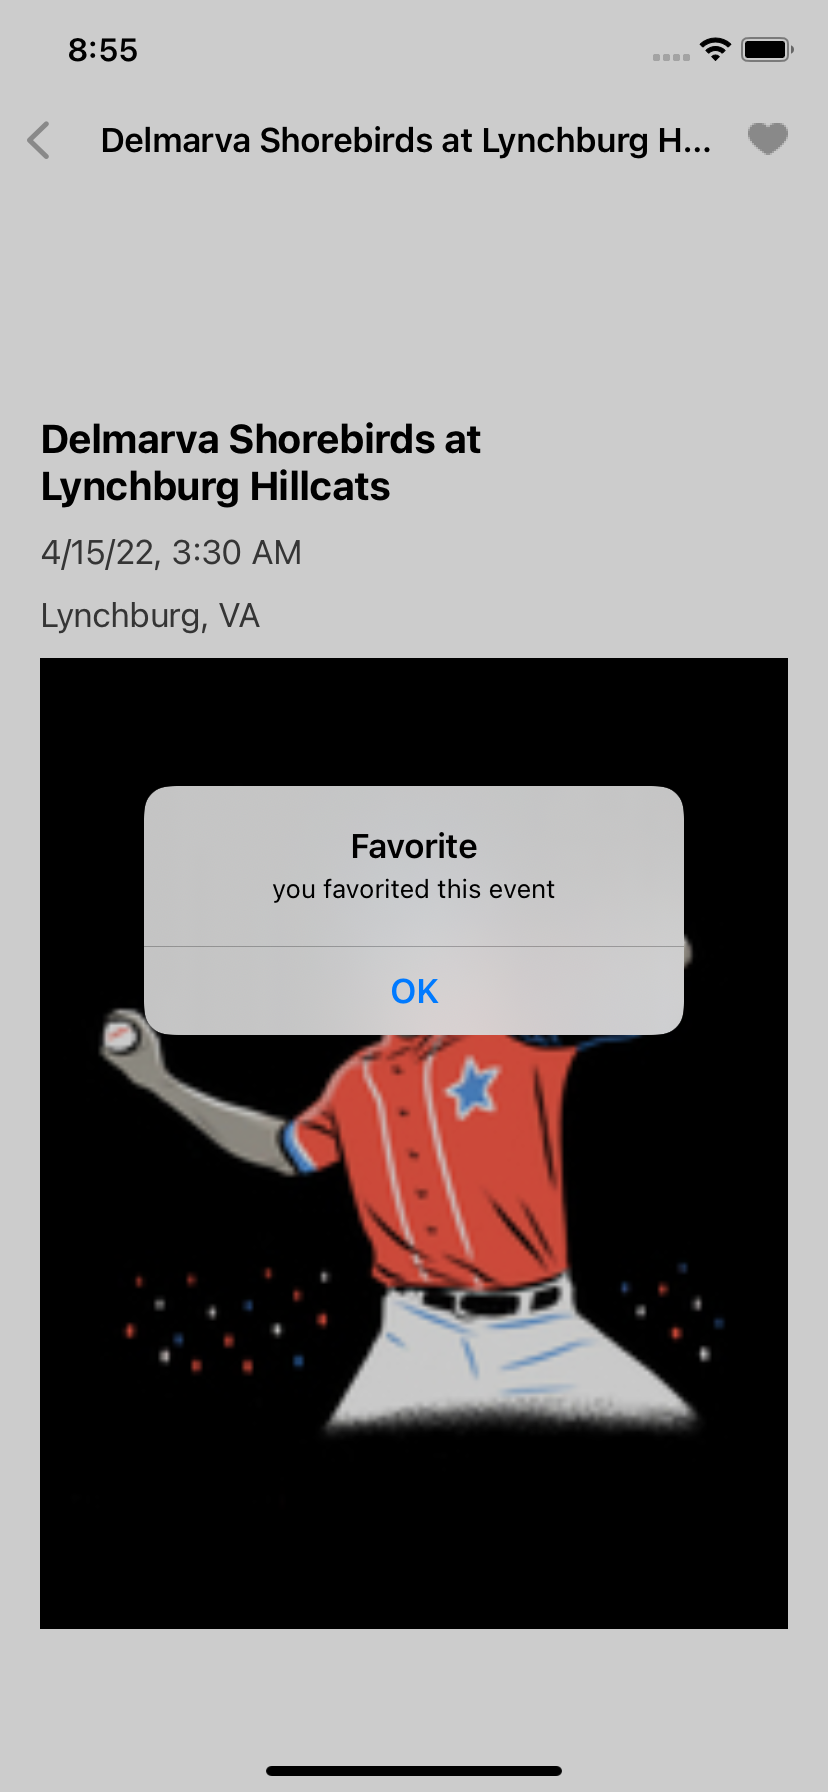 8:55
Delmarva Shorebirds at Lynchburg H...
Delmarva Shorebirds at
Lynchburg Hillcats
4/15/22, 3:30 AM
Lynchburg, VA
Favorite
you favorited this event
OK